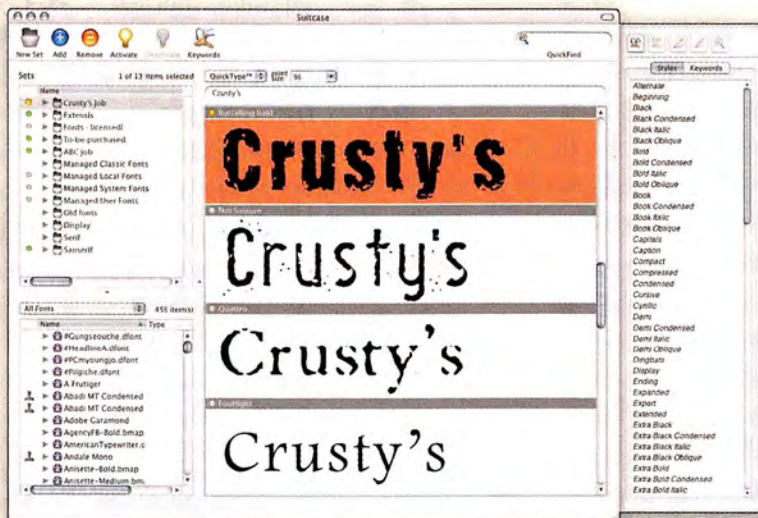 Suitcase
New Set Add Remove Activate Deactivate Keywords QuickFind
Sets 1 of 13 items selected
Name
Crusty's job
Extensis
Fonts - licensed!
To-be-purchased
ABC job
Managed Classic Fonts
Managed Local Fonts
Managed System Fonts
Managed User Fonts
Old fonts
Display
Serif
Sanserif
All Fonts 456 item(s)
Name Type
#Gungseouche.dfont
#HeadlineA.dfont
#PCmyoungjo.dfont
#Pilgiche.dfont
A Frutiger
Abadi MT Condensed
Abadi MT Condensed
Adobe Garamond
AgencyFB-Bold.bmap
AmericanTypewriter.c
Andale Mono
Anisette-Bold.bmap
Anisette-Medium.bm
QuickType™ point size 96
Crusty's
Bold
Crusty's
Crusty's
Quattro
Crusty's
Footlight
Crusty's
Styles Keywords
Alternate
Beginning
Black
Black Condensed
Black Italic
Black Oblique
Bold
Bold Condensed
Bold Italic
Bold Oblique
Book
Book Condensed
Book Italic
Book Oblique
Capitals
Caption
Compact
Compressed
Condensed
Cursive
Cyrillic
Demi
Demi Condensed
Demi Italic
Demi Oblique
Dingbats
Display
Ending
Expanded
Expert
Extended
Extra Black
Extra Black Condensed
Extra Black Italic
Extra Black Oblique
Extra Bold
Extra Bold Condensed
Extra Bold Italic